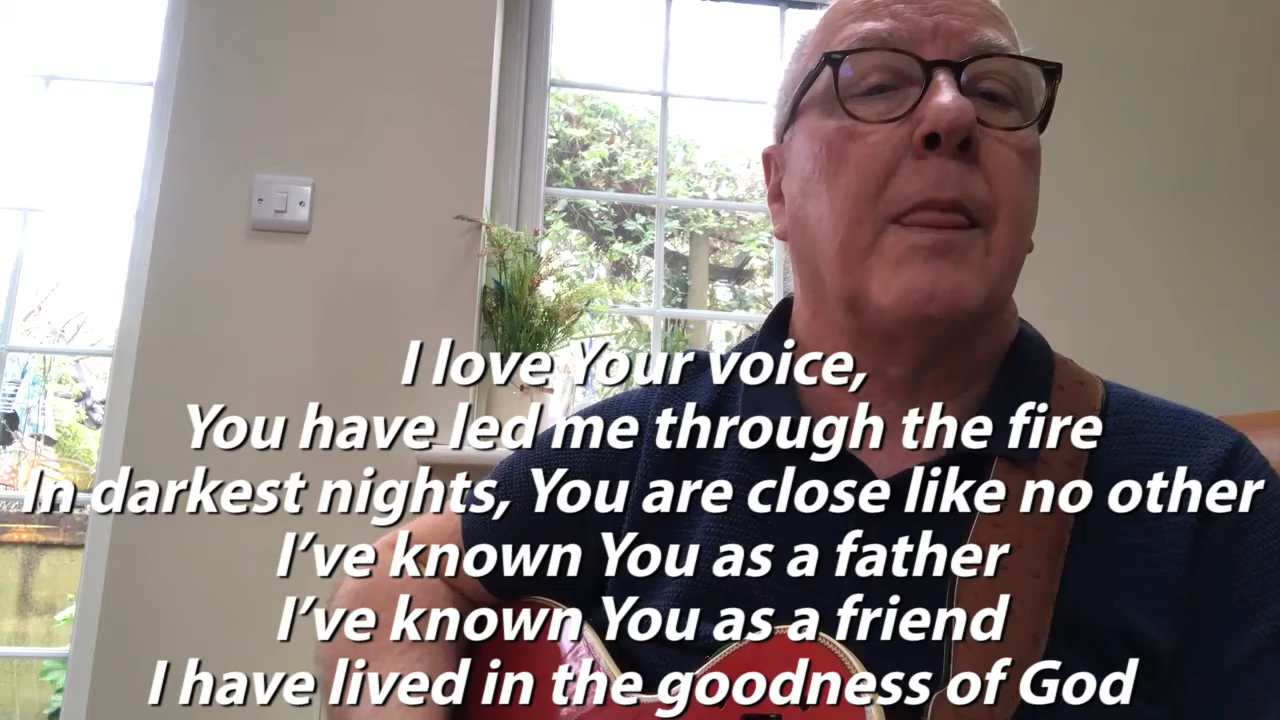 I love Your voice,
You have led me through the fire
In darkest nights, You are close like no other
I’ve known You as a father
I’ve known You as a friend
I have lived in the goodness of God